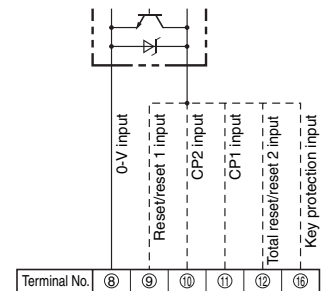 0-V input
Reset/reset 1 input
CP2 input
CP1 input
Total reset/reset 2 input
Key protection input
Terminal No. ⑧ ⑨ ⑩ ⑪ ⑫ ⑯